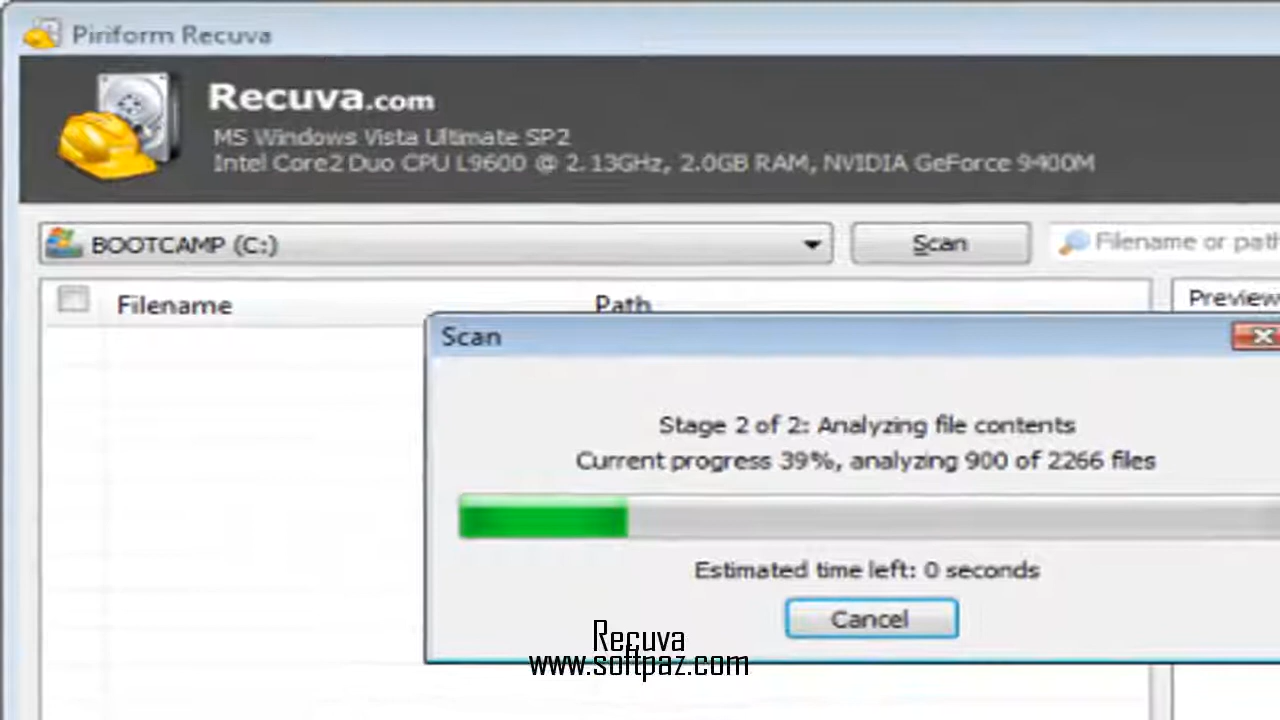 Piriform Recuva
Recuva.com
MS Windows Vista Ultimate SP2
Intel Core2 Duo CPU L9600 @ 2.13GHz, 2.0GB RAM, NVIDIA GeForce 9400M
BOOTCAMP (C:)
Scan
Filename or path
Filename
Path
Preview
Scan
Stage 2 of 2: Analyzing file contents
Current progress 39%, analyzing 900 of 2266 files
Estimated time left: 0 seconds
Cancel
Recuva
www.softpaz.com